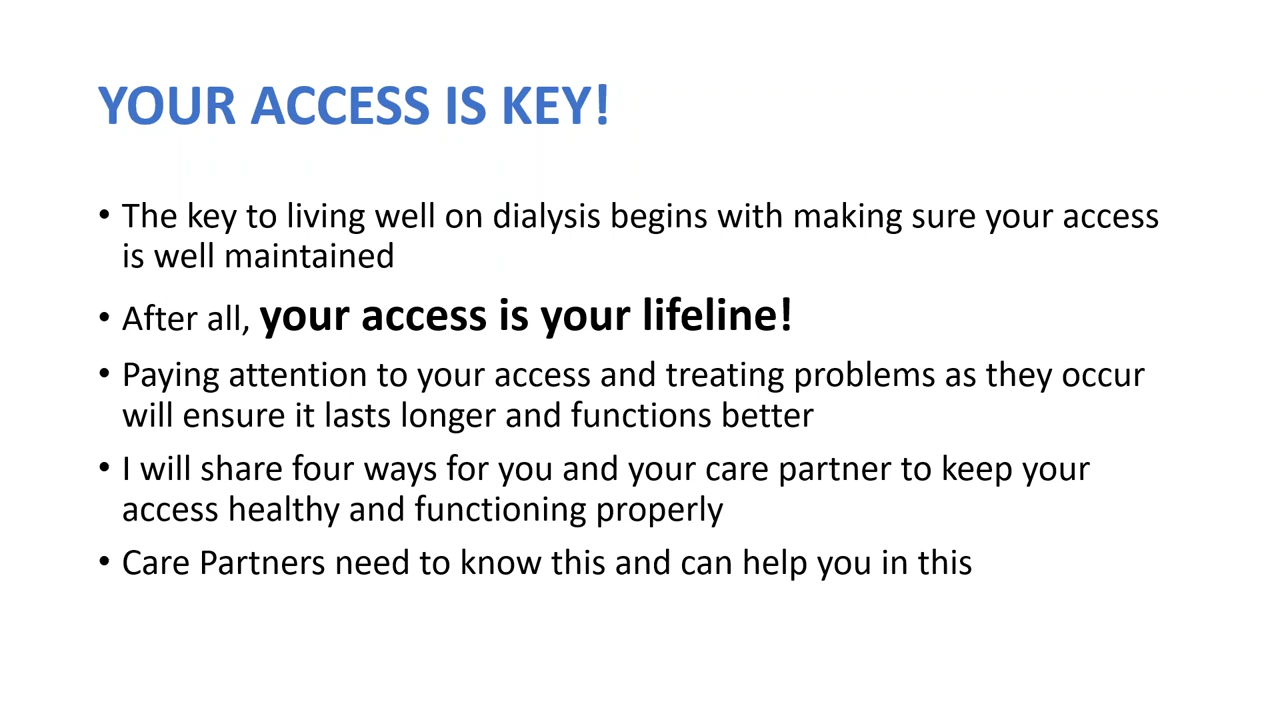 YOUR ACCESS IS KEY!
• The key to living well on dialysis begins with making sure your access
is well maintained
• After all, your access is your lifeline!
• Paying attention to your access and treating problems as they occur
will ensure it lasts longer and functions better
• I will share four ways for you and your care partner to keep your
access healthy and functioning properly
• Care Partners need to know this and can help you in this